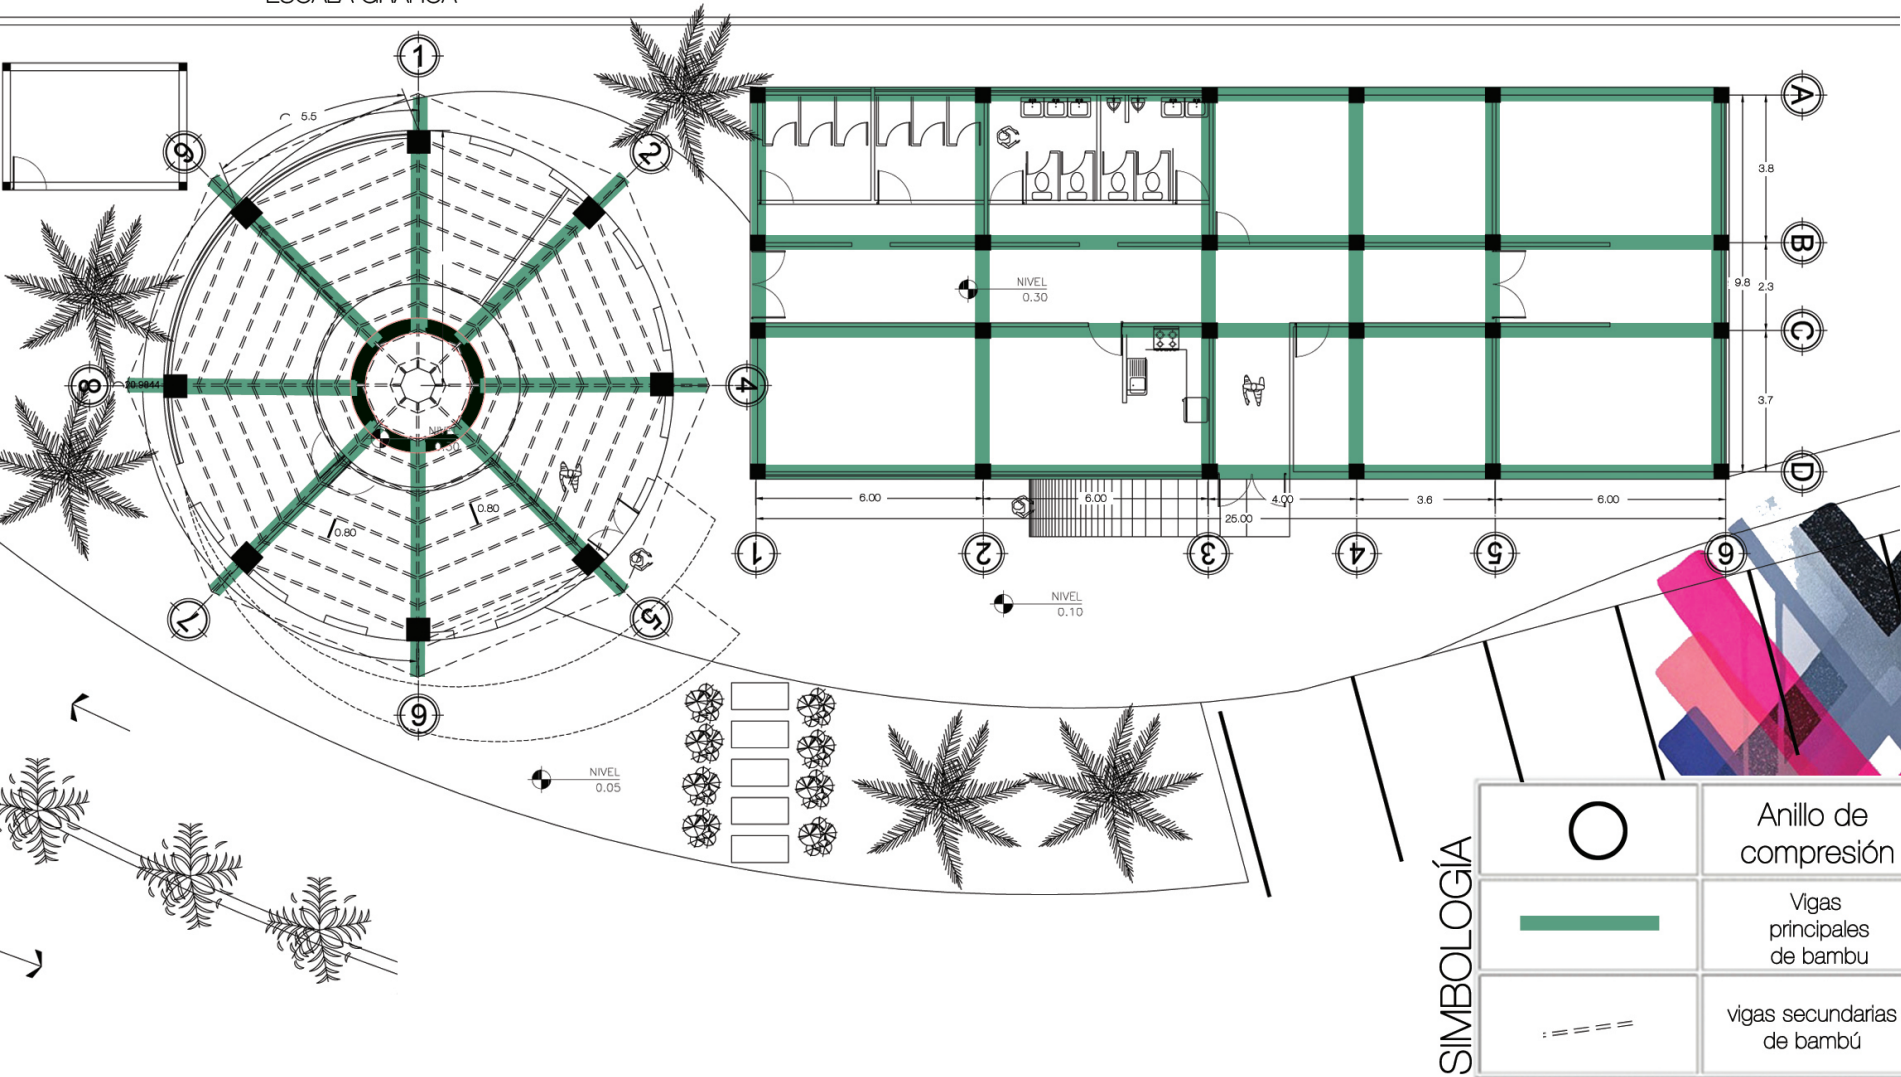 1
5.5
9
2
A
3.8
B
9.8
2.3
NIVEL
0.30
C
8
20.9844
4
3.7
D
0.80
0.80
6.00
6.00
4.00
3.6
6.00
25.00
1
2
3
4
5
6
NIVEL
0.10
7
5
6
NIVEL
0.05
SIMBOLOGÍA
Anillo de
compresión
Vigas
principales
de bambu
vigas secundarias
de bambú